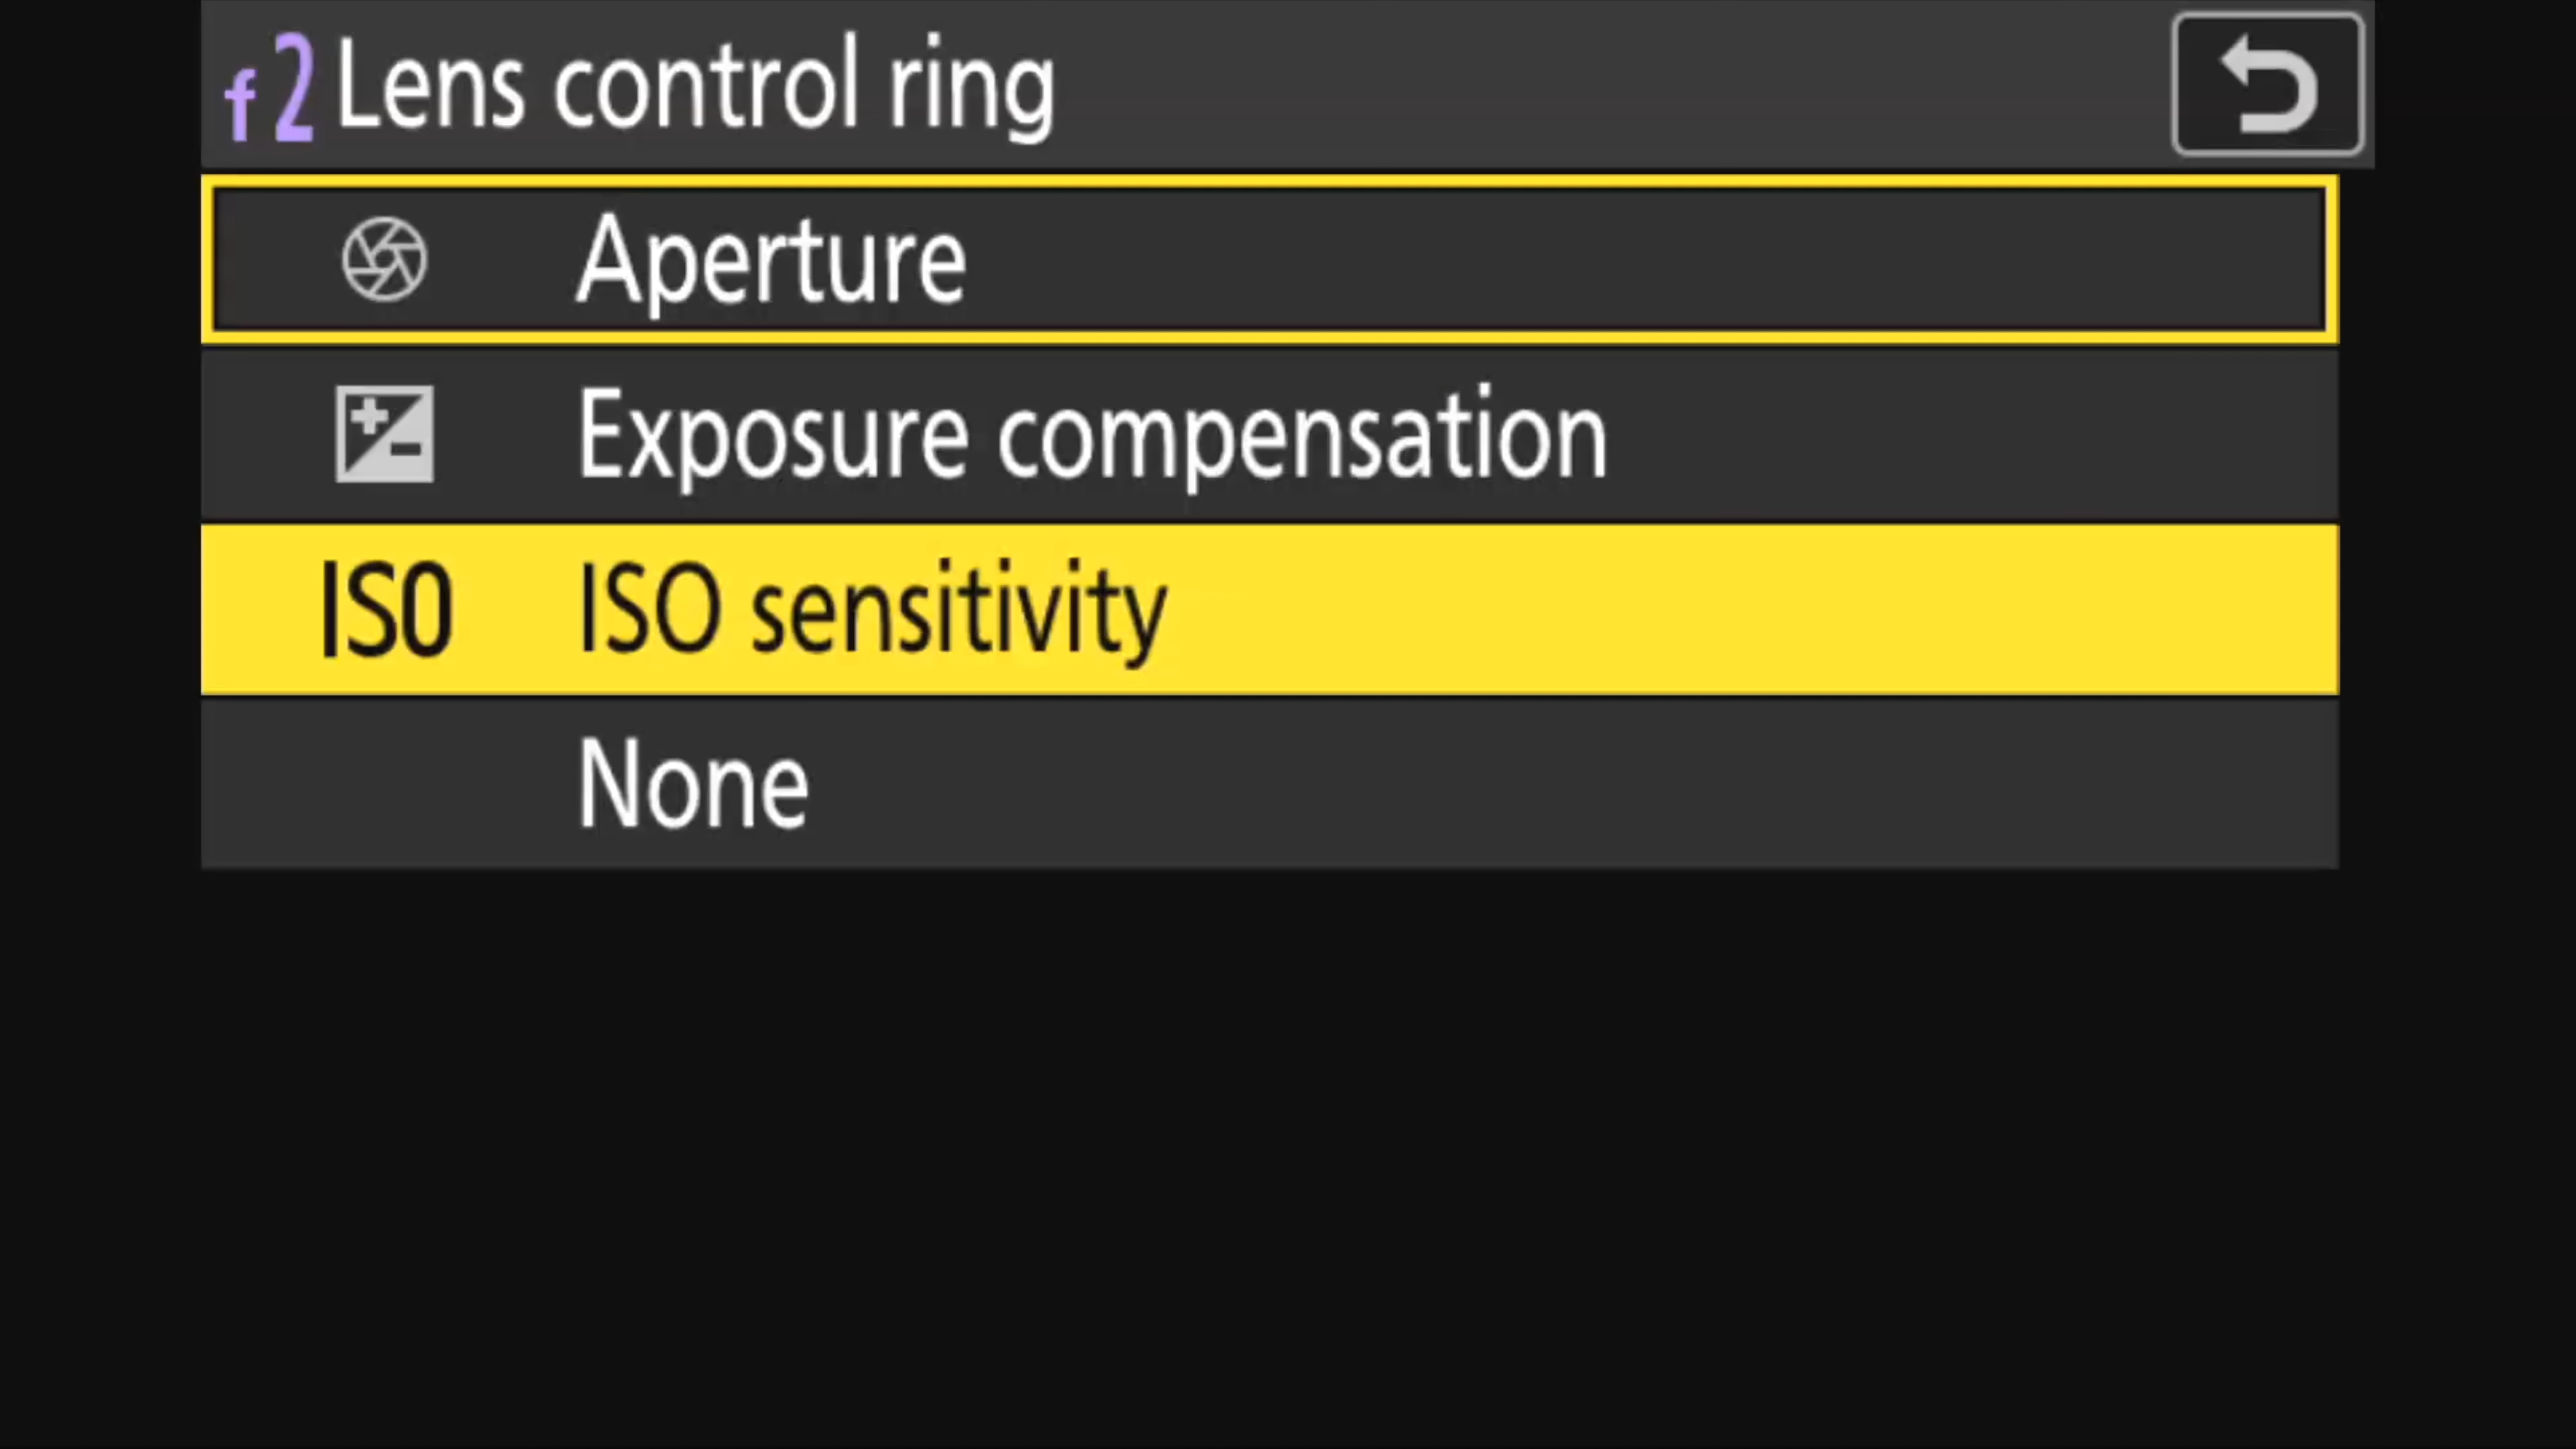 f2 Lens control ring
Aperture
Exposure compensation
ISO ISO sensitivity
None